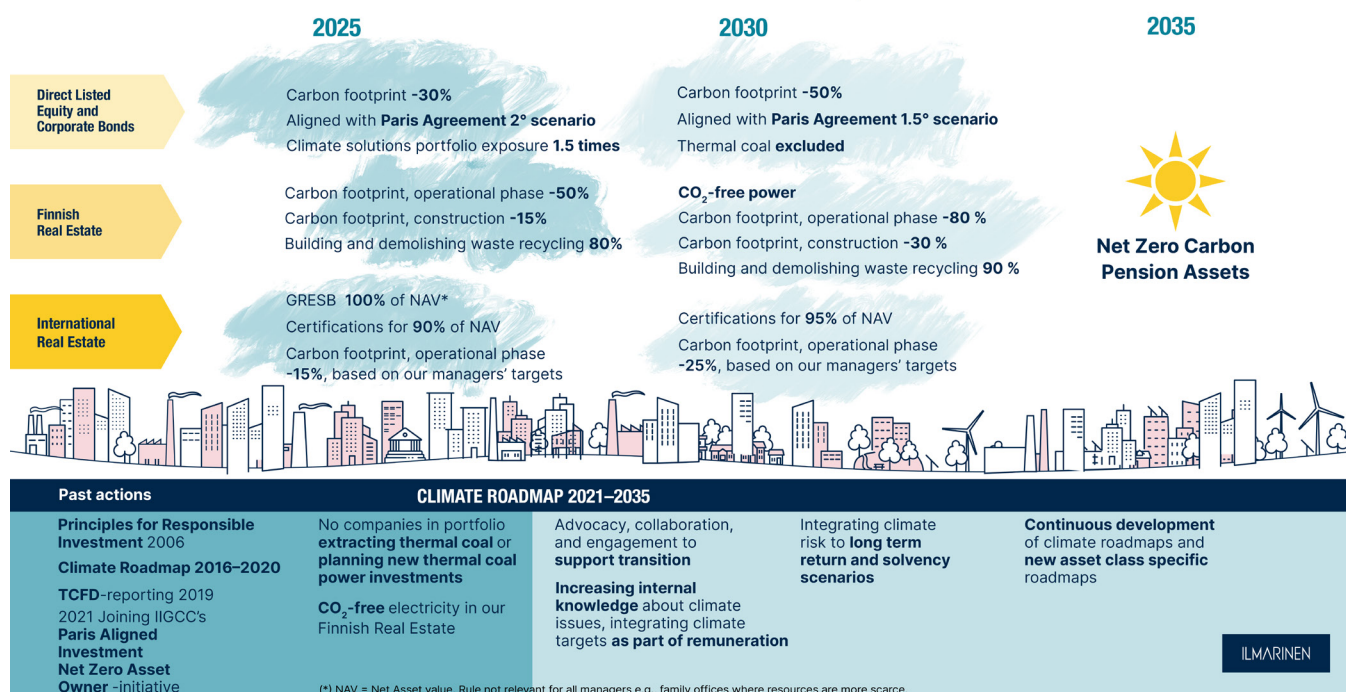 2025
2030
2035
Direct Listed
Equity and
Corporate Bonds
Carbon footprint -30%
Aligned with Paris Agreement 2° scenario
Climate solutions portfolio exposure 1.5 times
Carbon footprint -50%
Aligned with Paris Agreement 1.5° scenario
Thermal coal excluded
Finnish
Real Estate
Carbon footprint, operational phase -50%
Carbon footprint, construction -15%
Building and demolishing waste recycling 80%
CO₂-free power
Carbon footprint, operational phase -80 %
Carbon footprint, construction -30 %
Building and demolishing waste recycling 90 %
Net Zero Carbon
Pension Assets
International
Real Estate
GRESB 100% of NAV*
Certifications for 90% of NAV
Carbon footprint, operational phase
-15%, based on our managers’ targets
Certifications for 95% of NAV
Carbon footprint, operational phase
-25%, based on our managers’ targets
Past actions
CLIMATE ROADMAP 2021–2035
Principles for Responsible
Investment 2006
Climate Roadmap 2016–2020
TCFD-reporting 2019
2021 Joining IIGCC’s
Paris Aligned
Investment
Net Zero Asset
Owner -initiative
No companies in portfolio
extracting thermal coal or
planning new thermal coal
power investments
CO₂-free electricity in our
Finnish Real Estate
Advocacy, collaboration,
and engagement to
support transition
Increasing internal
knowledge about climate
issues, integrating climate
targets as part of remuneration
Integrating climate
risk to long term
return and solvency
scenarios
Continuous development
of climate roadmaps and
new asset class specific
roadmaps
ILMARINEN
(*) NAV = Net Asset value. Rule not relevant for all managers e.g., family offices where resources are more scarce